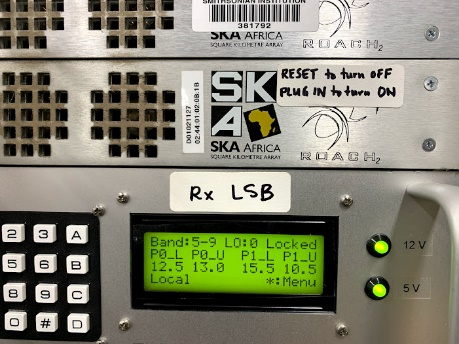 SMITHSONIAN INSTITUTION
381792
SKA AFRICA
SQUARE KILOMETRE ARRAY
ROACH2
D01021127
02:44:01:02:0B:1B
SKA
SKA AFRICA
SQUARE KILOMETRE ARRAY
RESET to turn OFF
PLUG IN to turn ON
ROACH2
Rx LSB
2 3 A
5 6 B
8 9 C
0 # D
Band:5-9 LO:0 Locked
P0_L P0_U P1_L P1_U
12.5 13.0 15.5 10.5
Local *:Menu
12 V
5 V